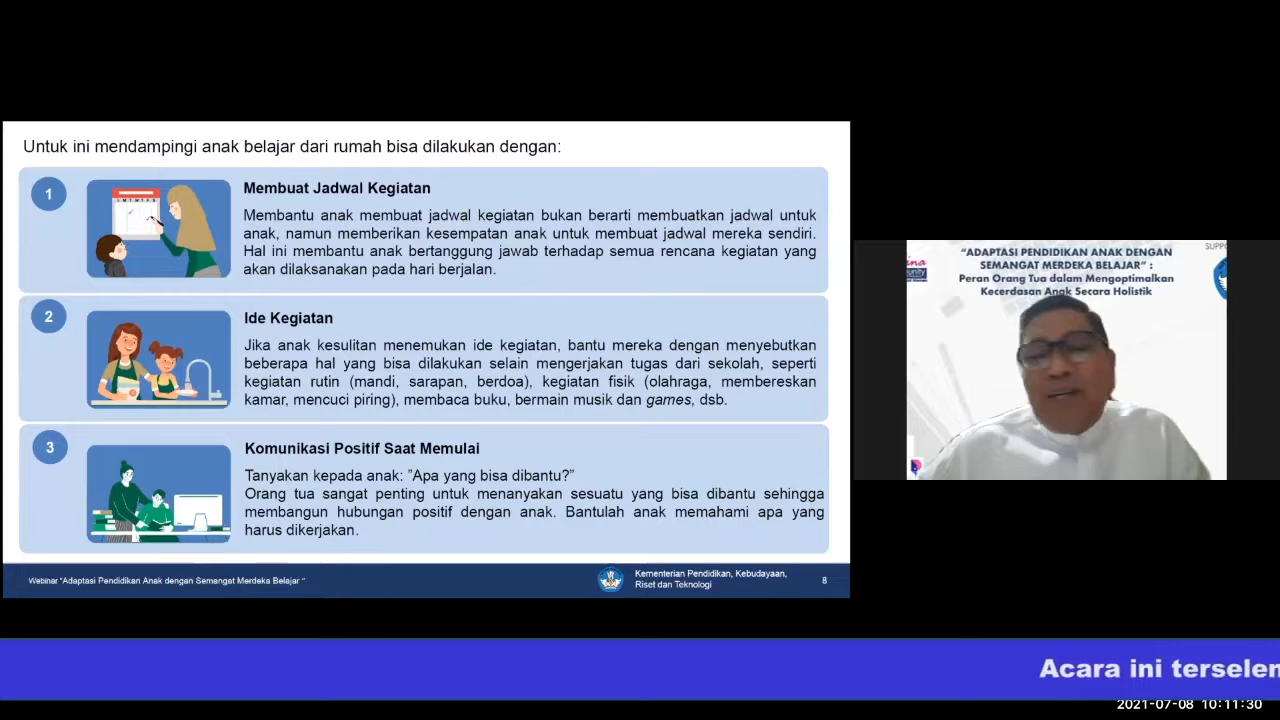 Untuk ini mendampingi anak belajar dari rumah bisa dilakukan dengan:
1
Membuat Jadwal Kegiatan
Membantu anak membuat jadwal kegiatan bukan berarti membuatkan jadwal untuk
anak, namun memberikan kesempatan anak untuk membuat jadwal mereka sendiri.
Hal ini membantu anak bertanggung jawab terhadap semua rencana kegiatan yang
akan dilaksanakan pada hari berjalan.
2
Ide Kegiatan
Jika anak kesulitan menemukan ide kegiatan, bantu mereka dengan menyebutkan
beberapa hal yang bisa dilakukan selain mengerjakan tugas dari sekolah, seperti
kegiatan rutin (mandi, sarapan, berdoa), kegiatan fisik (olahraga, membereskan
kamar, mencuci piring), membaca buku, bermain musik dan games, dsb.
3
Komunikasi Positif Saat Memulai
Tanyakan kepada anak: ”Apa yang bisa dibantu?”
Orang tua sangat penting untuk menanyakan sesuatu yang bisa dibantu sehingga
membangun hubungan positif dengan anak. Bantulah anak memahami apa yang
harus dikerjakan.
Webinar “Adaptasi Pendidikan Anak dengan Semangat Merdeka Belajar “
Kementerian Pendidikan, Kebudayaan,
Riset dan Teknologi
8
“ADAPTASI PENDIDIKAN ANAK DENGAN
SEMANGAT MERDEKA BELAJAR” :
Peran Orang Tua dalam Mengoptimalkan
Kecerdasan Anak Secara Holistik
Acara ini terselen
2021-07-08 10:11:30